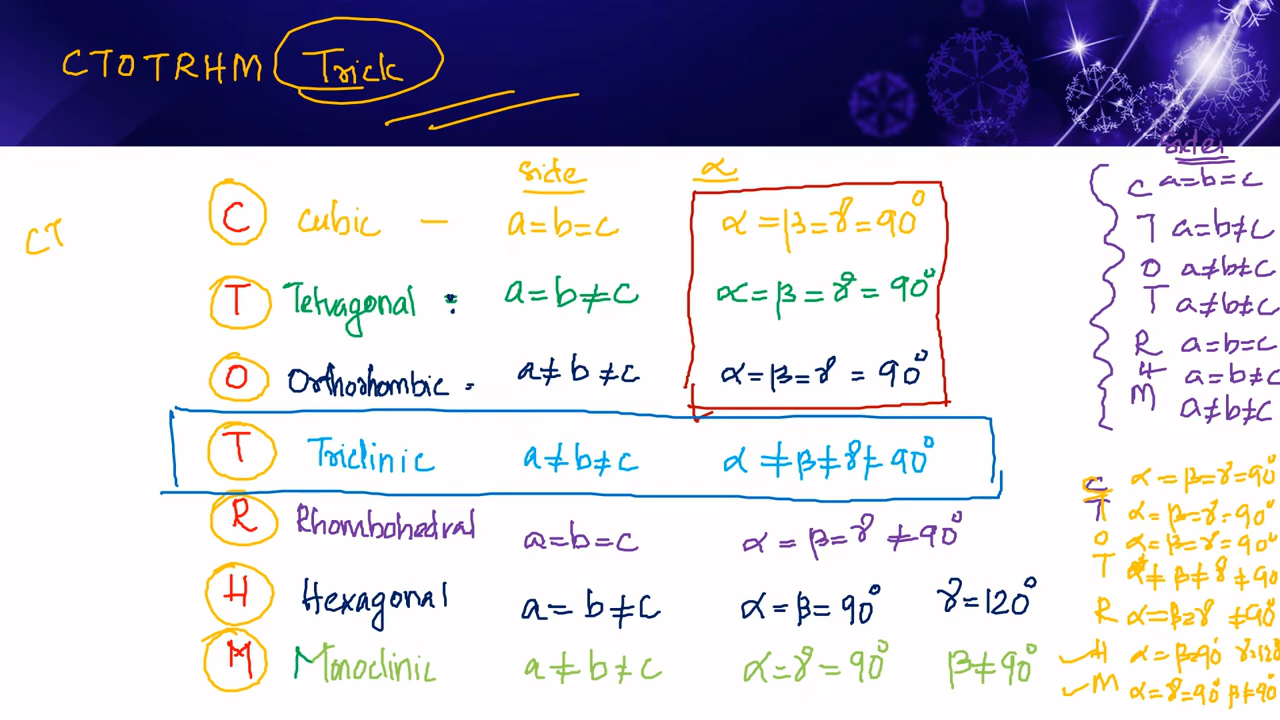 CTOTRHM Trick
side α
CT
C Cubic — a=b=c α=β=γ=90°
T Tetragonal : a=b≠c α=β=γ=90°
O Orthorhombic = a≠b≠c α=β=γ=90°
T Triclinic a≠b≠c α≠β≠γ≠90°
R Rhombohedral a=b=c α=β=γ≠90°
H Hexagonal a=b≠c α=β=90° γ=120°
M Monoclinic a≠b≠c α=γ=90° β≠90°
C a=b=c
T a=b≠c
O a≠b≠c
T a≠b≠c
R a=b=c
H a=b≠c
M a≠b≠c
C α=β=γ=90°
T α=β=γ=90°
O α=β=γ=90°
T α≠β≠γ≠90
R α=β=γ≠90°
H α=β=90° γ=120
M α=γ=90° β≠90°